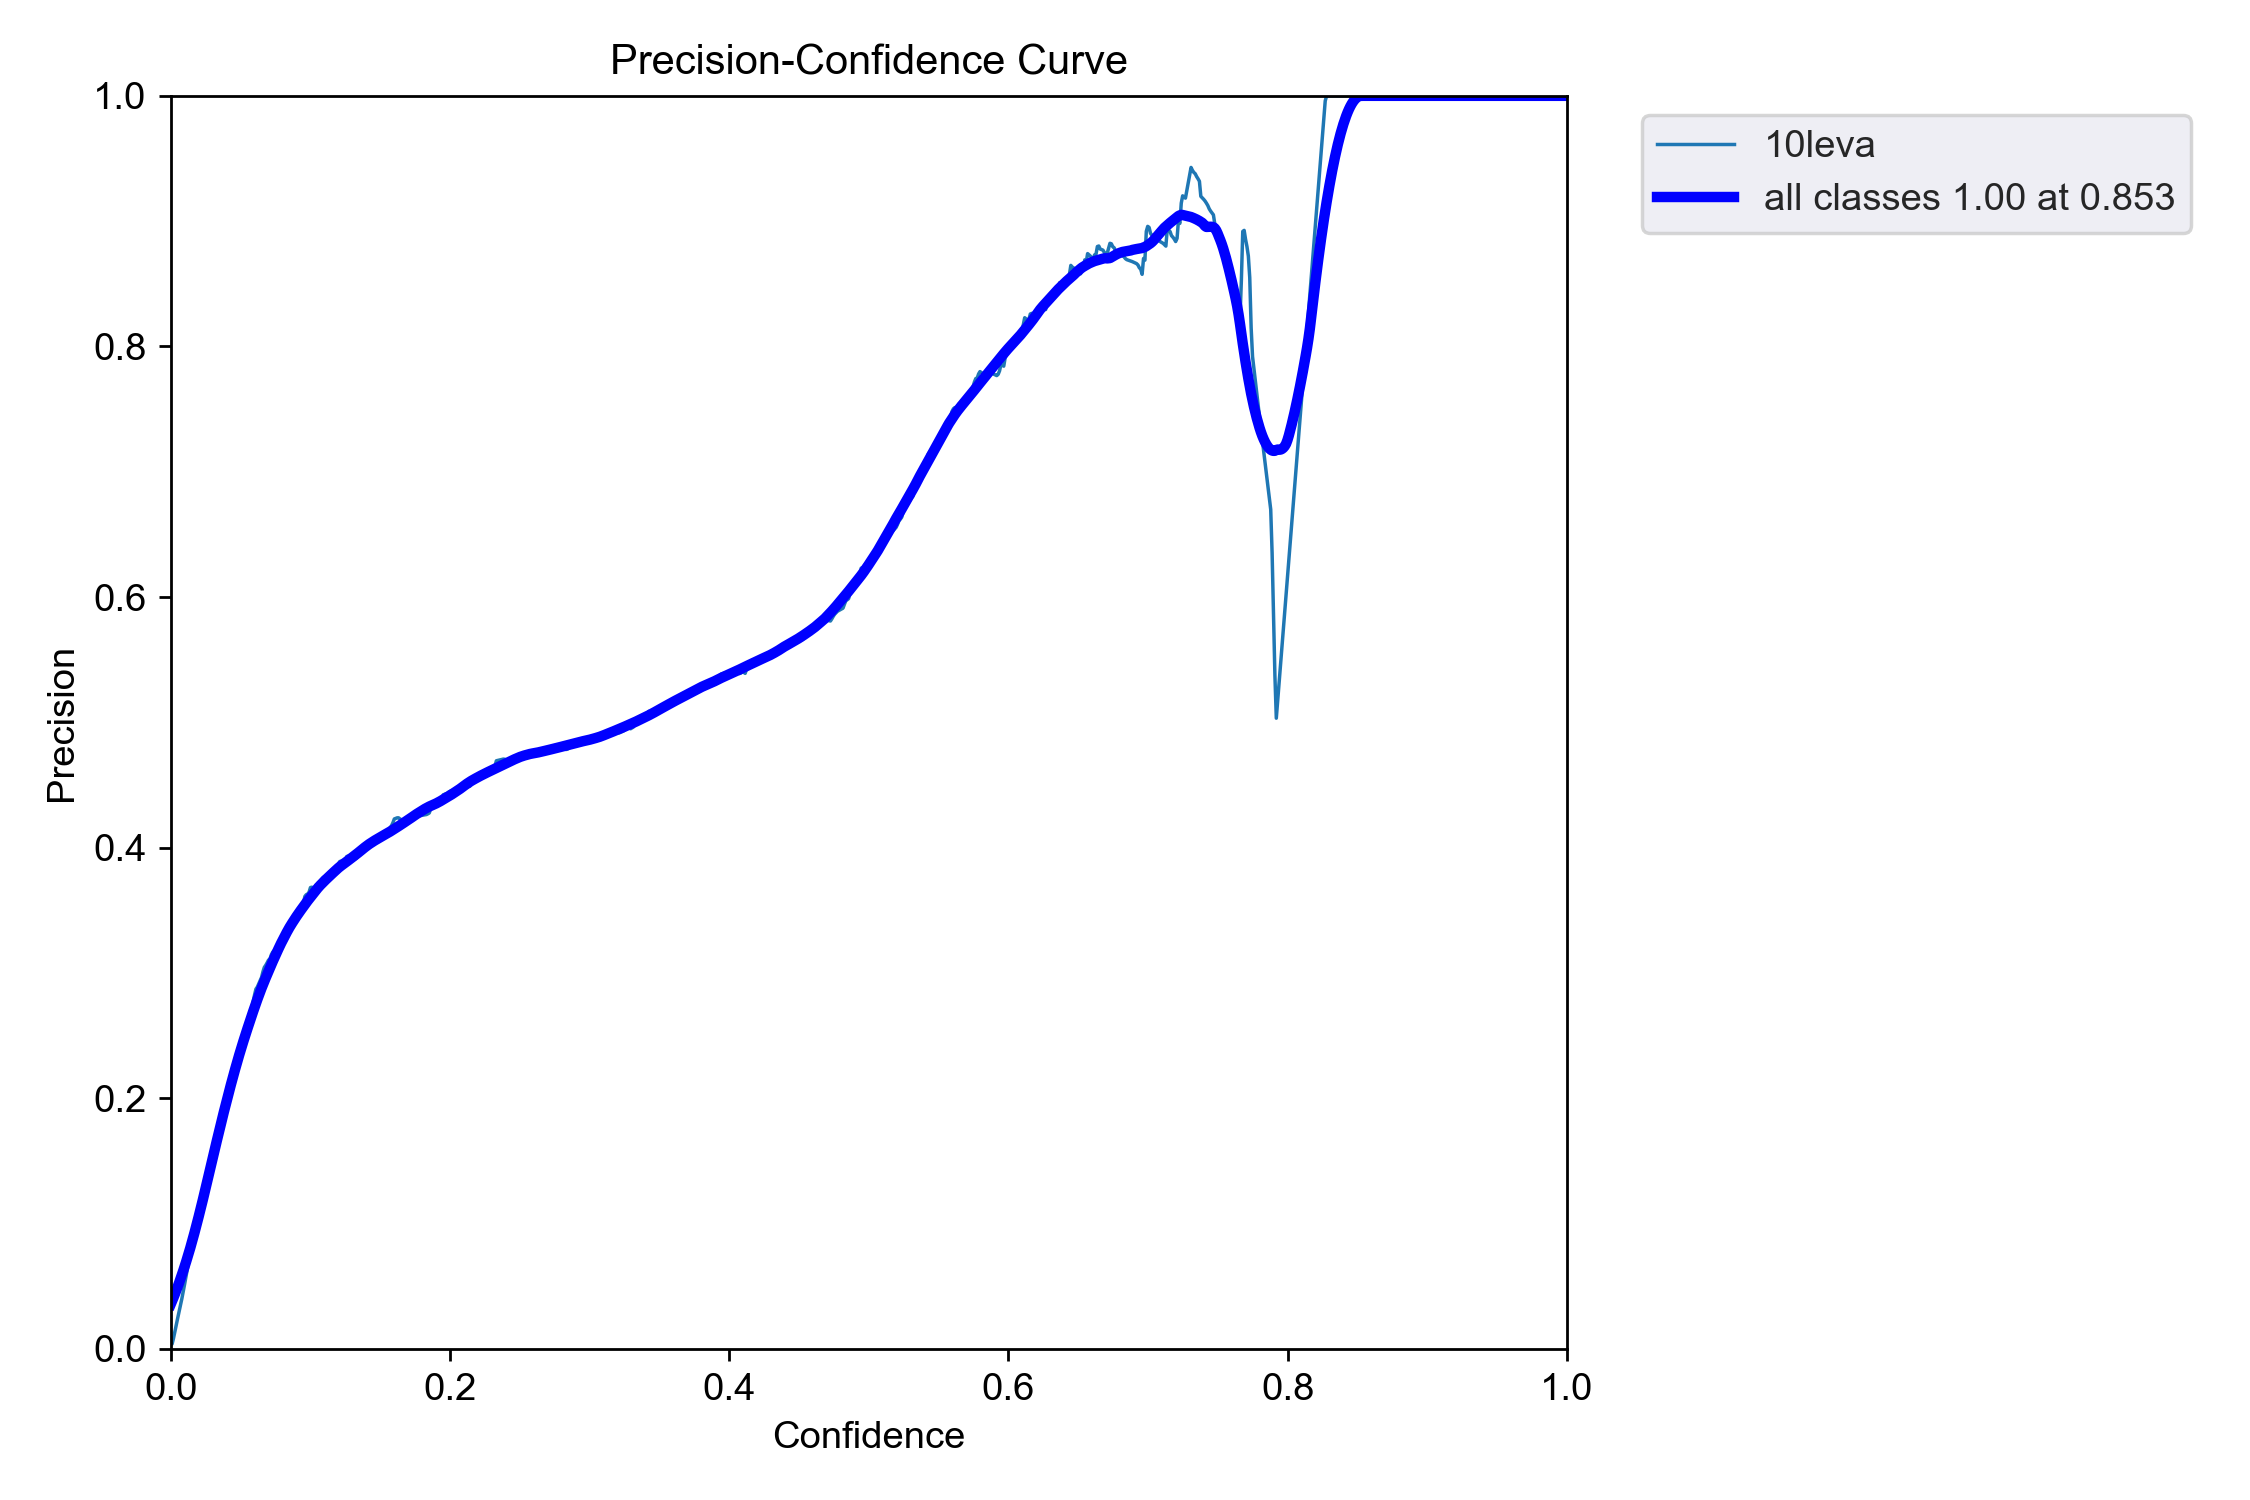 Precision-Confidence Curve
1.0
0.8
0.6
0.4
0.2
0.0
Precision
0.0 0.2 0.4 0.6 0.8 1.0
Confidence
10leva
all classes 1.00 at 0.853